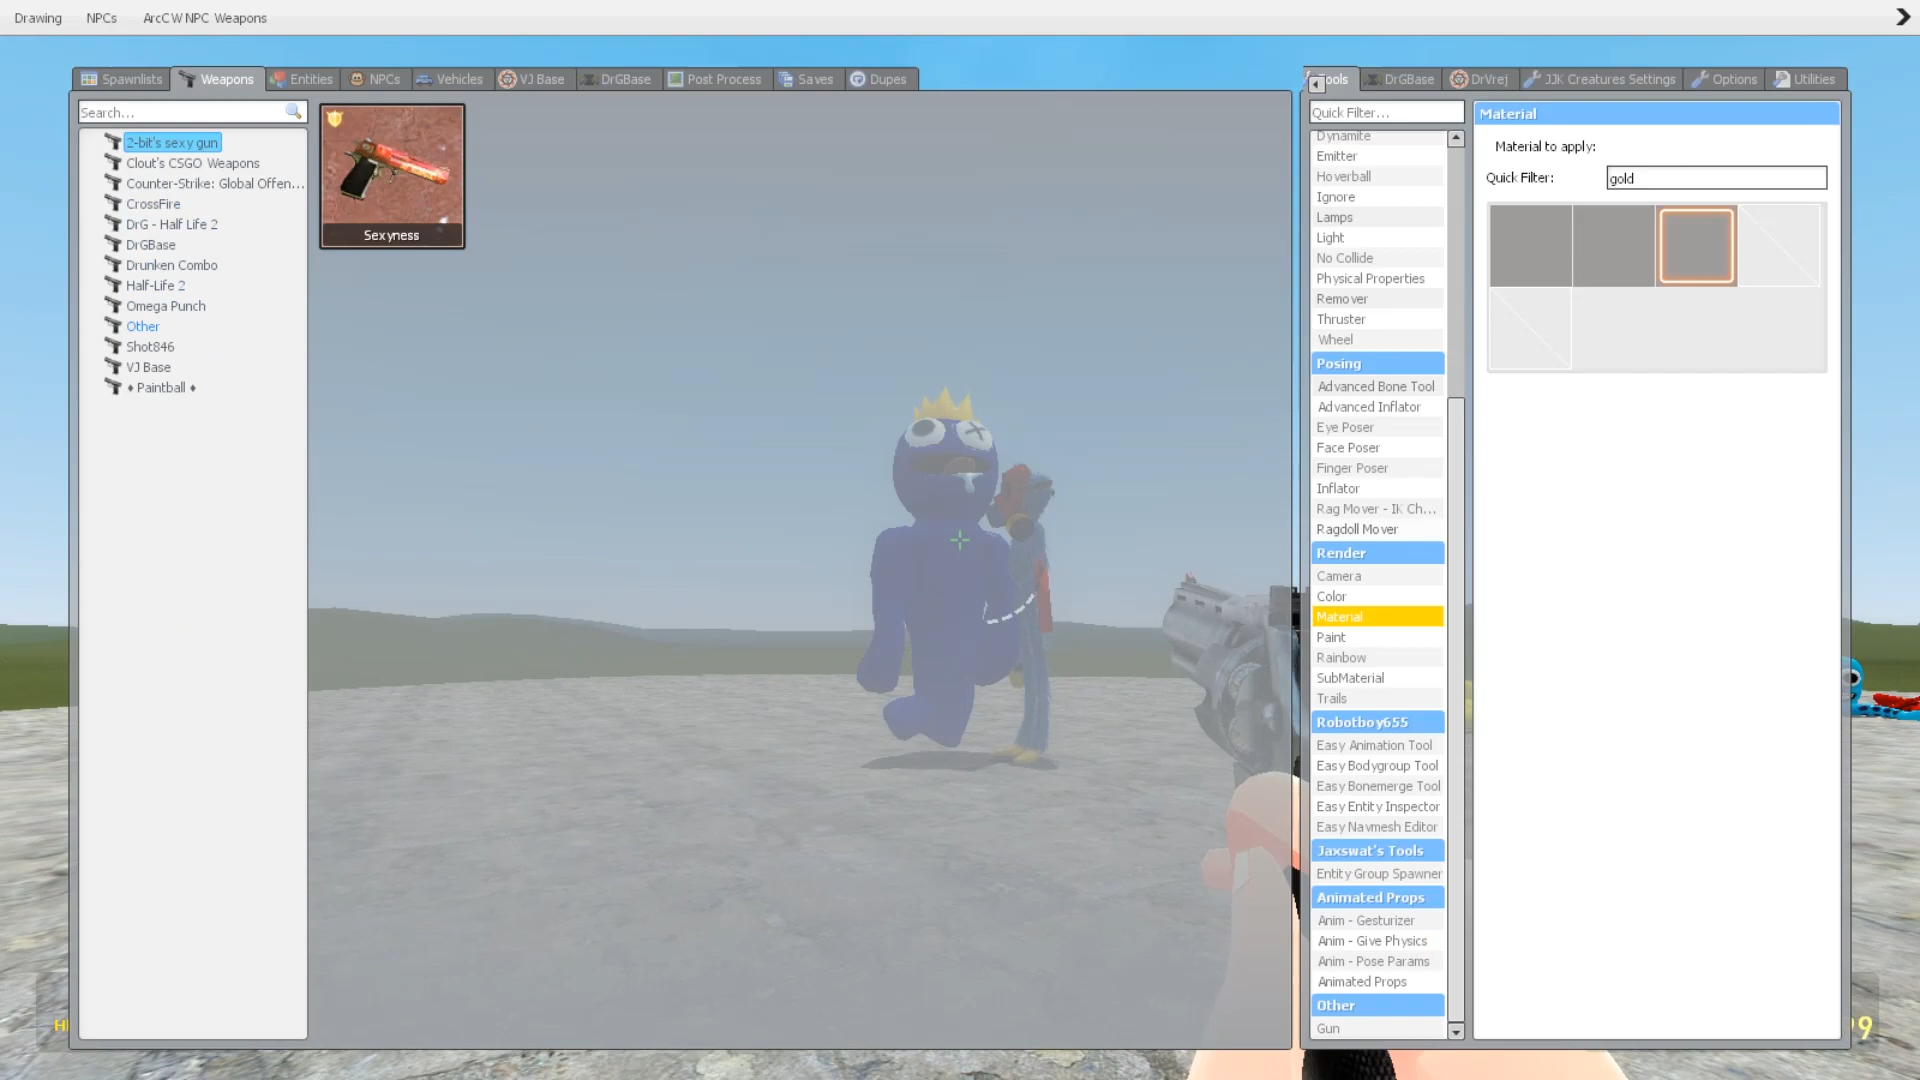 Drawing NPCs ArcCW NPC Weapons
Spawnlists Weapons Entities NPCs Vehicles VJ Base DrGBase Post Process Saves Dupes
Search...
2-bit's sexy gun
Clout's CSGO Weapons
Counter-Strike: Global Offen...
CrossFire
DrG - Half Life 2
DrGBase
Drunken Combo
Half-Life 2
Omega Punch
Other
Shot846
VJ Base
♦ Paintball ♦
Sexyness
Tools DrGBase DrVrej JJK Creatures Settings Options Utilities
Quick Filter...
Dynamite
Emitter
Hoverball
Ignore
Lamps
Light
No Collide
Physical Properties
Remover
Thruster
Wheel
Posing
Advanced Bone Tool
Advanced Inflator
Eye Poser
Face Poser
Finger Poser
Inflator
Rag Mover - IK Ch...
Ragdoll Mover
Render
Camera
Color
Material
Paint
Rainbow
SubMaterial
Trails
Robotboy655
Easy Animation Tool
Easy Bodygroup Tool
Easy Bonemerge Tool
Easy Entity Inspector
Easy Navmesh Editor
Jaxswat's Tools
Entity Group Spawner
Animated Props
Anim - Gesturizer
Anim - Give Physics
Anim - Pose Params
Animated Props
Other
Gun
Material
Material to apply:
Quick Filter: gold